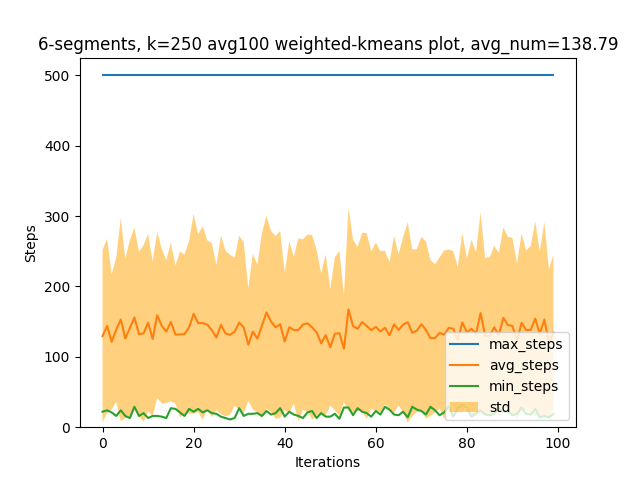 6-segments, k=250 avg100 weighted-kmeans plot, avg_num=138.79
500
400
300
200
100
0
Steps
max_steps
avg_steps
min_steps
std
0
20
40
60
80
100
Iterations